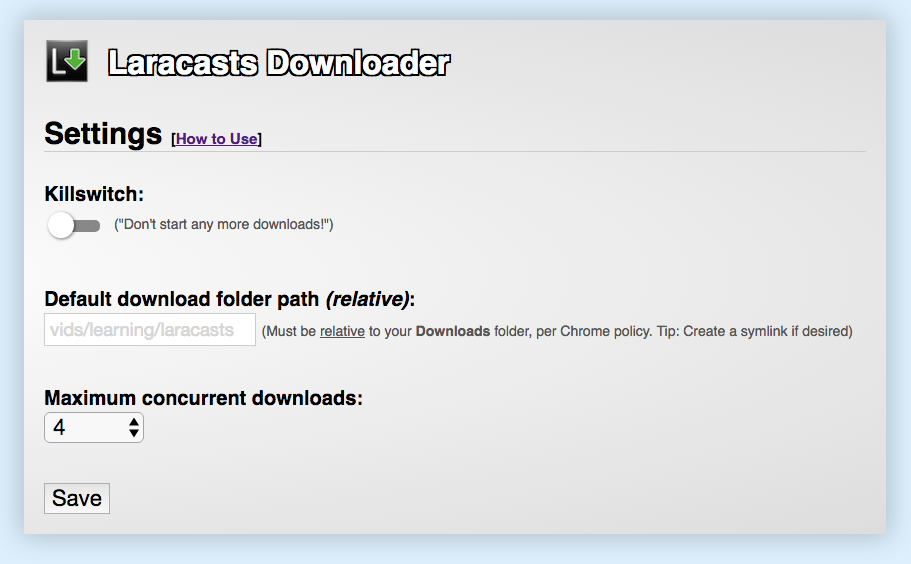 Laracasts Downloader
Settings [How to Use]
Killswitch:
("Don't start any more downloads!")
Default download folder path (relative):
vids/learning/laracasts (Must be relative to your Downloads folder, per Chrome policy. Tip: Create a symlink if desired)
Maximum concurrent downloads:
4
Save